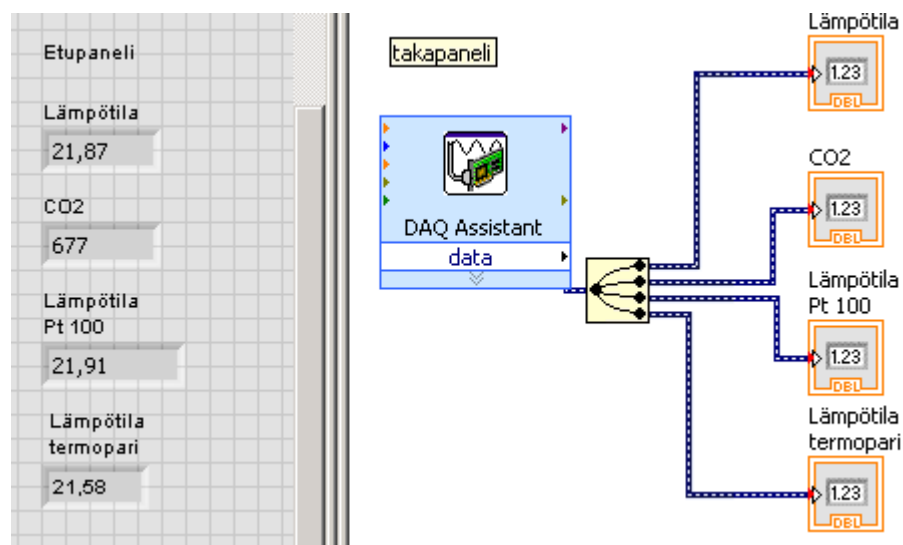 Etupaneli
Lämpötila
21,87
CO2
677
Lämpötila
Pt 100
21,91
Lämpötila
termopari
21,58
takapaneli
DAQ Assistant
data
Lämpötila
1.23
DBL
CO2
1.23
DBL
Lämpötila
Pt 100
1.23
DBL
Lämpötila
termopari
1.23
DBL